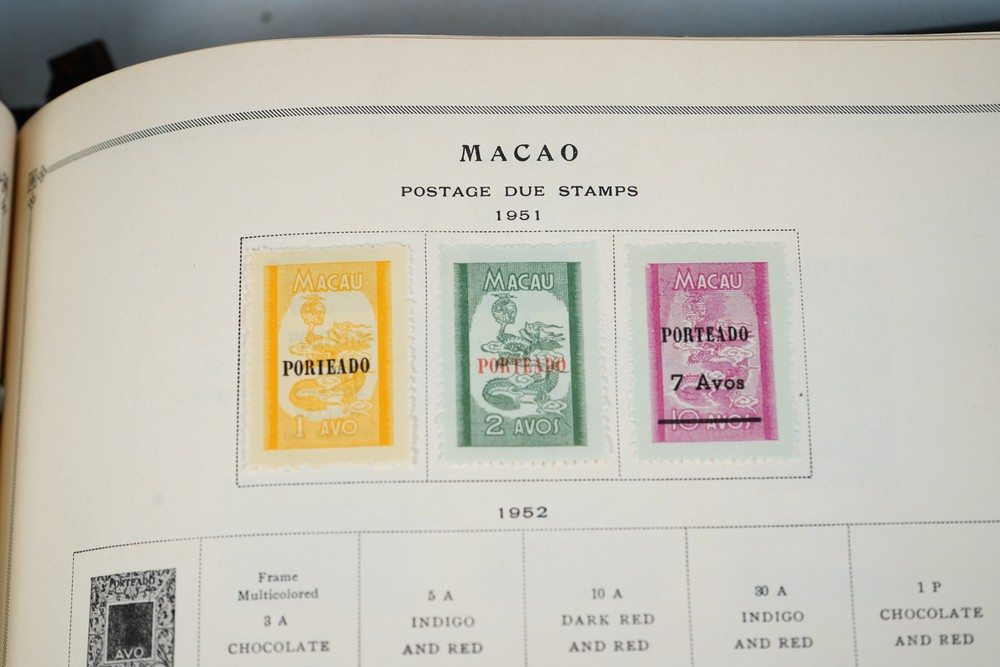 MACAO
POSTAGE DUE STAMPS
1951
MACAU
PORTEADO
1 AVO
MACAU
PORTEADO
2 AVOS
MACAU
PORTEADO
7 Avos
10 AVOS
1952
PORTEADO
AVO
Frame
Multicolored
3 A
CHOCOLATE
5 A
INDIGO
AND RED
10 A
DARK RED
AND RED
30 A
INDIGO
AND RED
1 P
CHOCOLATE
AND RED